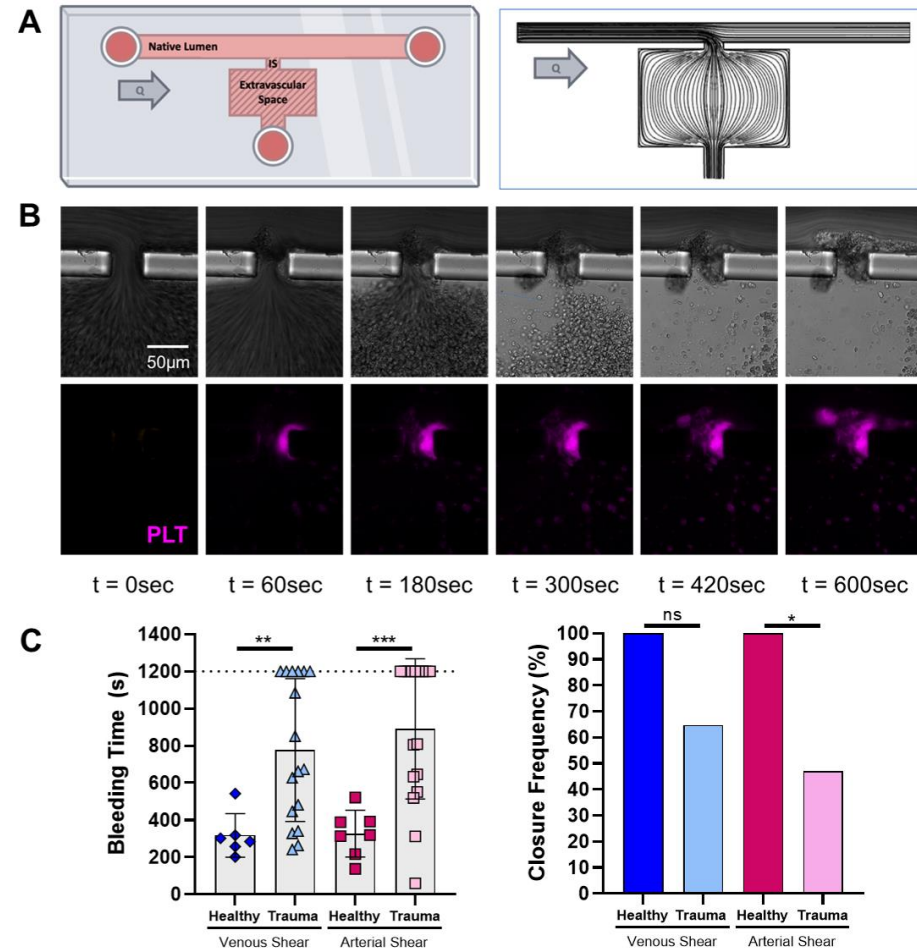 A
Native Lumen
IS
Q
Extravascular
Space
Q
B
50µm
PLT
t = 0sec t = 60sec t = 180sec t = 300sec t = 420sec t = 600sec
C
Bleeding Time (s)
1400
1200
1000
800
600
400
200
0
** ***
Healthy Trauma Healthy Trauma
Venous Shear Arterial Shear
Closure Frequency (%)
100
90
80
70
60
50
40
30
20
10
0
ns *
Healthy Trauma Healthy Trauma
Venous Shear Arterial Shear